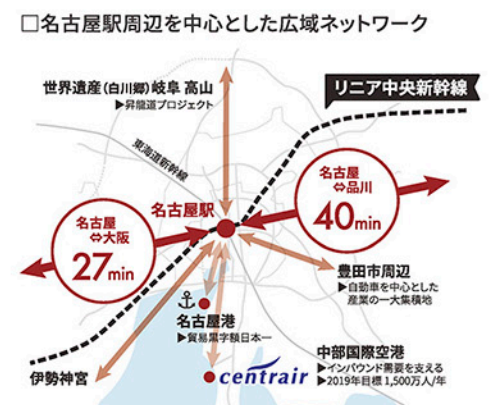 □名古屋駅周辺を中心とした広域ネットワーク
世界遺産(白川郷)岐阜 高山
▶昇龍道プロジェクト
リニア中央新幹線
東海道新幹線
名古屋
⇔品川
40min
名古屋駅
名古屋
⇔大阪
27min
豊田市周辺
▶自動車を中心とした
産業の一大集積地
名古屋港
▶貿易黒字額日本一
中部国際空港
▶インバウンド需要を支える
▶2019年目標 1,500万人/年
伊勢神宮
centrair